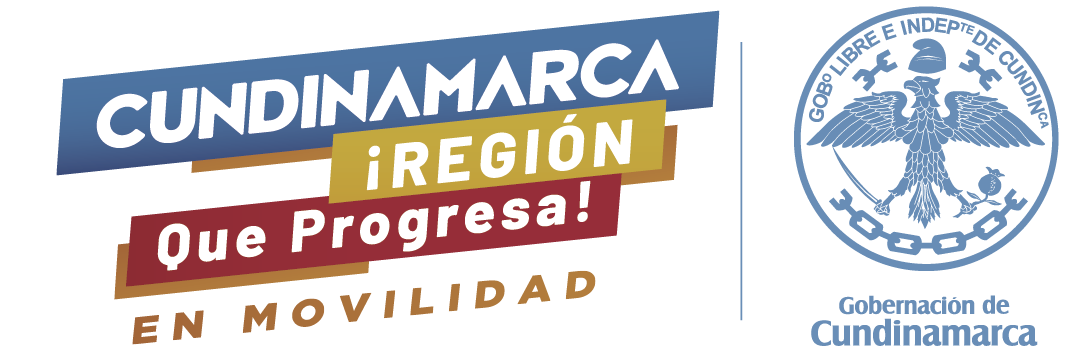 CUNDINAMARCA
¡REGIÓN
Que Progresa!
EN MOVILIDAD
GOBº LIBRE E INDEPTE DE CUNDINCA
Gobernación de
Cundinamarca